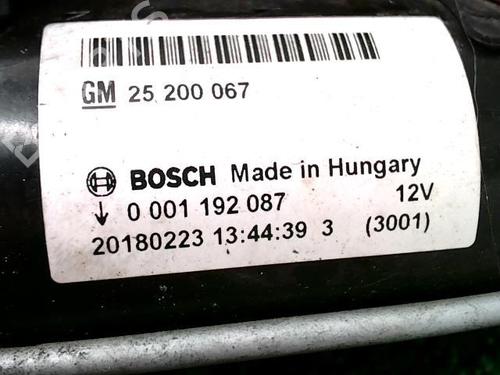 GM 25 200 067
BOSCH Made in Hungary
0 001 192 087 12V
20180223 13:44:39 3 (3001)